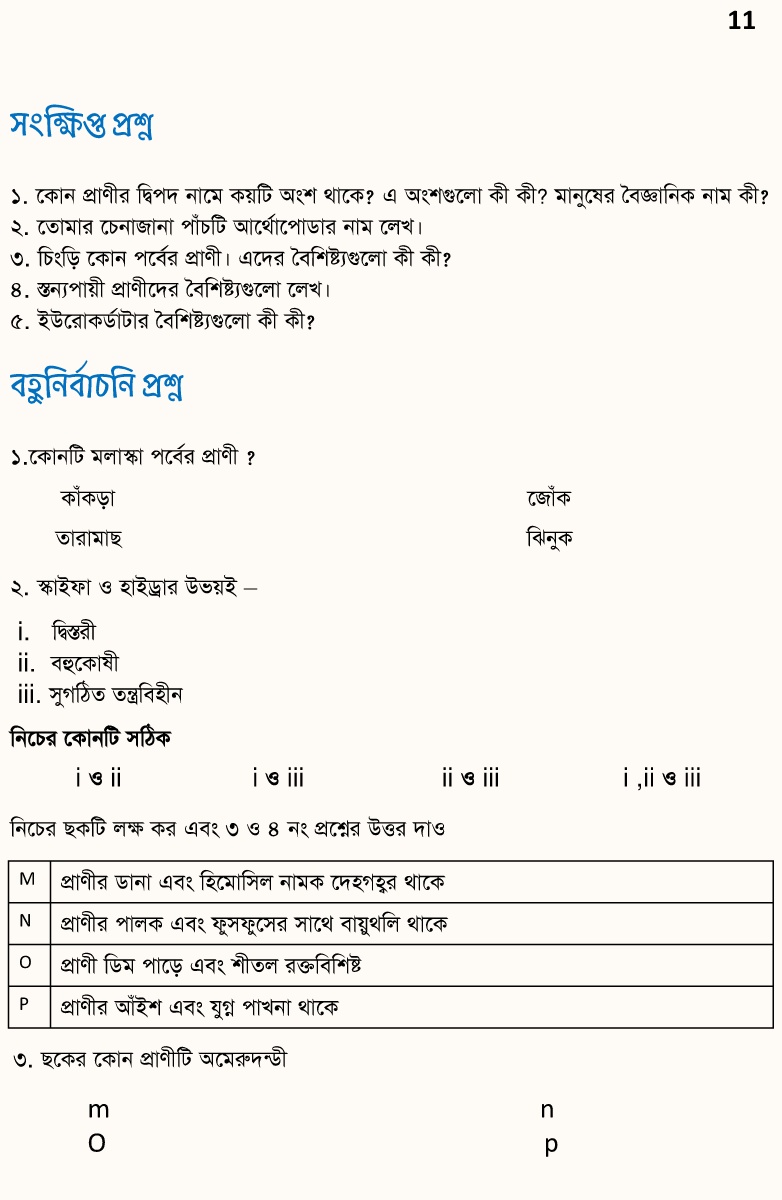 11
সংক্ষিপ্ত প্রশ্ন
১. কোন প্রাণীর দ্বিপদ নামে কয়টি অংশ থাকে? এ অংশগুলো কী কী? মানুষের বৈজ্ঞানিক নাম কী?
২. তোমার চেনাজানা পাঁচটি আর্থোপোডার নাম লেখ।
৩. চিংড়ি কোন পর্বের প্রাণী। এদের বৈশিষ্ট্যগুলো কী কী?
৪. স্তন্যপায়ী প্রাণীদের বৈশিষ্ট্যগুলো লেখ।
৫. ইউরোকর্ডাটার বৈশিষ্ট্যগুলো কী কী?
বহুনির্বাচনি প্রশ্ন
১.কোনটি মলাস্কা পর্বের প্রাণী ?
কাঁকড়া জোঁক
তারামাছ ঝিনুক
২. স্কাইফা ও হাইড্রার উভয়ই –
i. দ্বিস্তরী
ii. বহুকোষী
iii. সুগঠিত তন্ত্রবিহীন
নিচের কোনটি সঠিক
i ও ii i ও iii ii ও iii i ,ii ও iii
নিচের ছকটি লক্ষ কর এবং ৩ ও ৪ নং প্রশ্নের উত্তর দাও
M প্রাণীর ডানা এবং হিমোসিল নামক দেহগহ্বর থাকে
N প্রাণীর পালক এবং ফুসফুসের সাথে বায়ুথলি থাকে
O প্রাণী ডিম পাড়ে এবং শীতল রক্তবিশিষ্ট
P প্রাণীর আঁইশ এবং যুগ্ন পাখনা থাকে
৩. ছকের কোন প্রাণীটি অমেরুদন্ডী
m n
O p